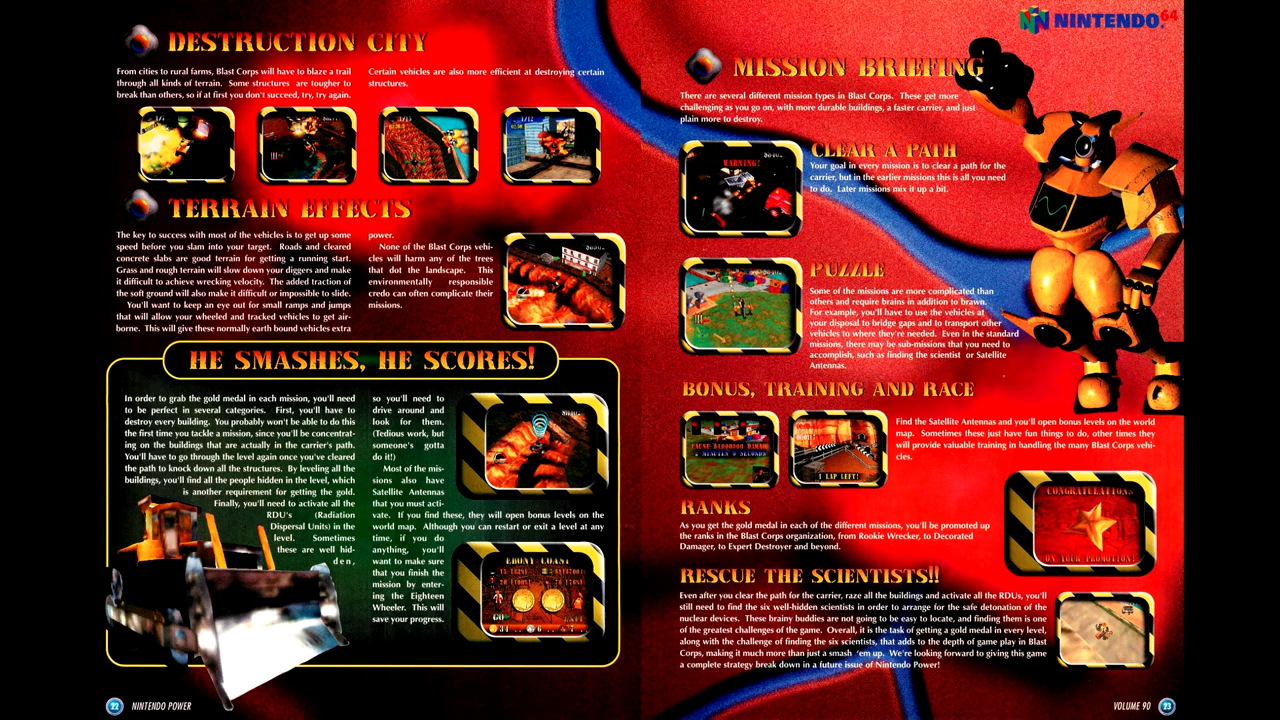 DESTRUCTION CITY
From cities to rural farms, Blast Corps will have to blaze a trail
through all kinds of terrain. Some structures are tougher to
break than others, so if at first you don't succeed, try, try again.
Certain vehicles are also more efficient at destroying certain
structures.
TERRAIN EFFECTS
The key to success with most of the vehicles is to get up some
speed before you slam into your target. Roads and cleared
concrete slabs are good terrain for getting a running start.
Grass and rough terrain will slow down your diggers and make
it difficult to achieve wrecking velocity. The added traction of
the soft ground will also make it difficult or impossible to slide.
You'll want to keep an eye out for small ramps and jumps
that will allow your wheeled and tracked vehicles to get air-
borne. This will give these normally earth bound vehicles extra
power.
None of the Blast Corps vehi-
cles will harm any of the trees
that dot the landscape. This
environmentally responsible
credo can often complicate their
missions.
HE SMASHES, HE SCORES!
In order to grab the gold medal in each mission, you'll need
to be perfect in several categories. First, you'll have to
destroy every building. You probably won't be able to do this
the first time you tackle a mission, since you'll be concentrat-
ing on the buildings that are actually in the carrier's path.
You'll have to go through the level again once you've cleared
the path to knock down all the structures. By leveling all the
buildings, you'll find all the people hidden in the level, which
is another requirement for getting the gold.
Finally, you'll need to activate all the
RDU's (Radiation
Dispersal Units) in the
level. Sometimes
these are well hid-
den,
so you'll need to
drive around and
look for them.
(Tedious work, but
someone's gotta
do it!)
Most of the mis-
sions also have
Satellite Antennas
that you must acti-
vate. If you find these, they will open bonus levels on the
world map. Although you can restart or exit a level at any
time, if you do
anything, you'll
want to make sure
that you finish the
mission by enter-
ing the Eighteen
Wheeler. This will
save your progress.
EBONY COAST
GO
EXIT
22 NINTENDO POWER
NINTENDO 64
MISSION BRIEFING
There are several different mission types in Blast Corps. These get more
challenging as you go on, with more durable buildings, a faster carrier, and just
plain more to destroy.
WARNING!
CLEAR A PATH
Your goal in every mission is to clear a path for the
carrier, but in the earlier missions this is all you need
to do. Later missions mix it up a bit.
PUZZLE
Some of the missions are more complicated than
others and require brains in addition to brawn.
For example, you'll have to use the vehicles at
your disposal to bridge gaps and to transport other
vehicles to where they're needed. Even in the standard
missions, there may be sub-missions that you need to
accomplish, such as finding the scientist or Satellite
Antennas.
BONUS, TRAINING AND RACE
1 LAP LEFT!
Find the Satellite Antennas and you'll open bonus levels on the world
map. Sometimes these just have fun things to do, other times they
will provide valuable training in handling the many Blast Corps vehi-
cles.
RANKS
As you get the gold medal in each of the different missions, you'll be promoted up
the ranks in the Blast Corps organization, from Rookie Wrecker, to Decorated
Damager, to Expert Destroyer and beyond.
CONGRATULATIONS
ON YOUR PROMOTION!
RESCUE THE SCIENTISTS!!
Even after you clear the path for the carrier, raze all the buildings and activate all the RDUs, you'll
still need to find the six well-hidden scientists in order to arrange for the safe detonation of the
nuclear devices. These brainy buddies are not going to be easy to locate, and finding them is one
of the greatest challenges of the game. Overall, it is the task of getting a gold medal in every level,
along with the challenge of finding the six scientists, that adds to the depth of game play in Blast
Corps, making it much more than just a smash 'em up. We're looking forward to giving this game
a complete strategy break down in a future issue of Nintendo Power!
VOLUME 90 23